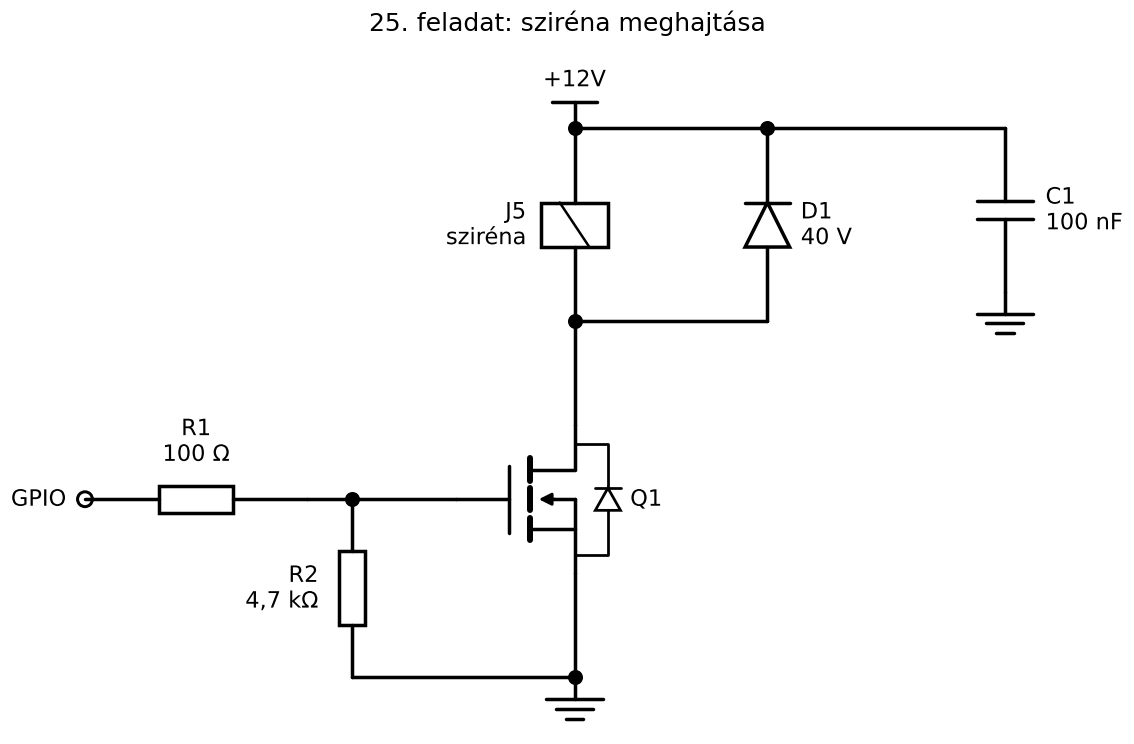 25. feladat: sziréna meghajtása
+12V
J5
sziréna
D1
40 V
C1
100 nF
R1
100 Ω
GPIO
Q1
R2
4,7 kΩ